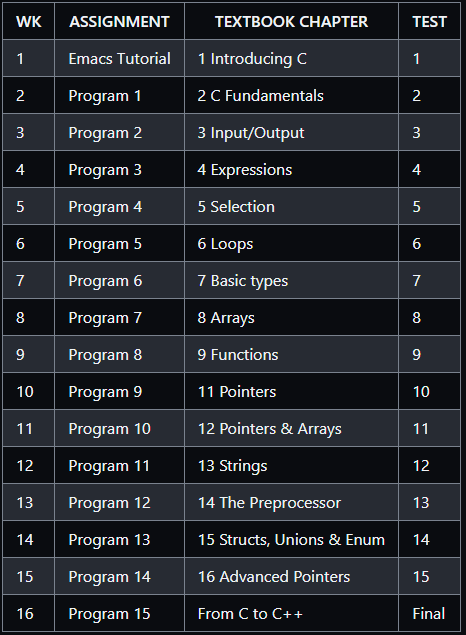 WK ASSIGNMENT TEXTBOOK CHAPTER TEST
1 Emacs Tutorial 1 Introducing C 1
2 Program 1 2 C Fundamentals 2
3 Program 2 3 Input/Output 3
4 Program 3 4 Expressions 4
5 Program 4 5 Selection 5
6 Program 5 6 Loops 6
7 Program 6 7 Basic types 7
8 Program 7 8 Arrays 8
9 Program 8 9 Functions 9
10 Program 9 11 Pointers 10
11 Program 10 12 Pointers & Arrays 11
12 Program 11 13 Strings 12
13 Program 12 14 The Preprocessor 13
14 Program 13 15 Structs, Unions & Enum 14
15 Program 14 16 Advanced Pointers 15
16 Program 15 From C to C++ Final